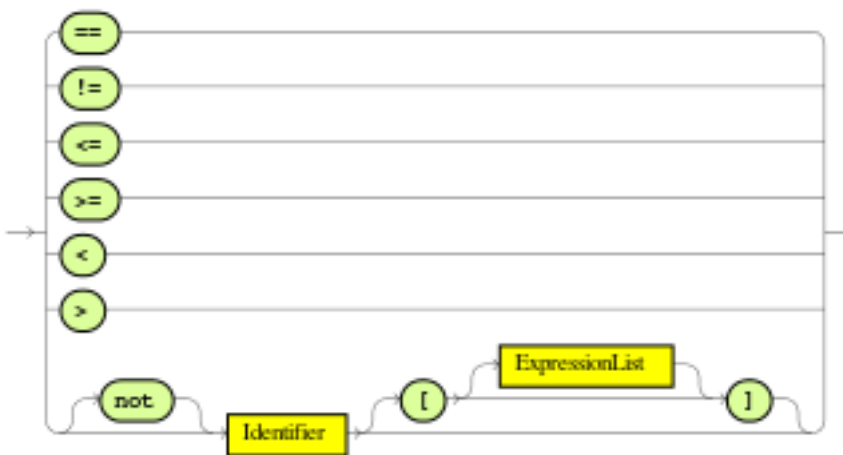 ==
!=
<=
>=
<
>
ExpressionList
not [ ]
Identifier